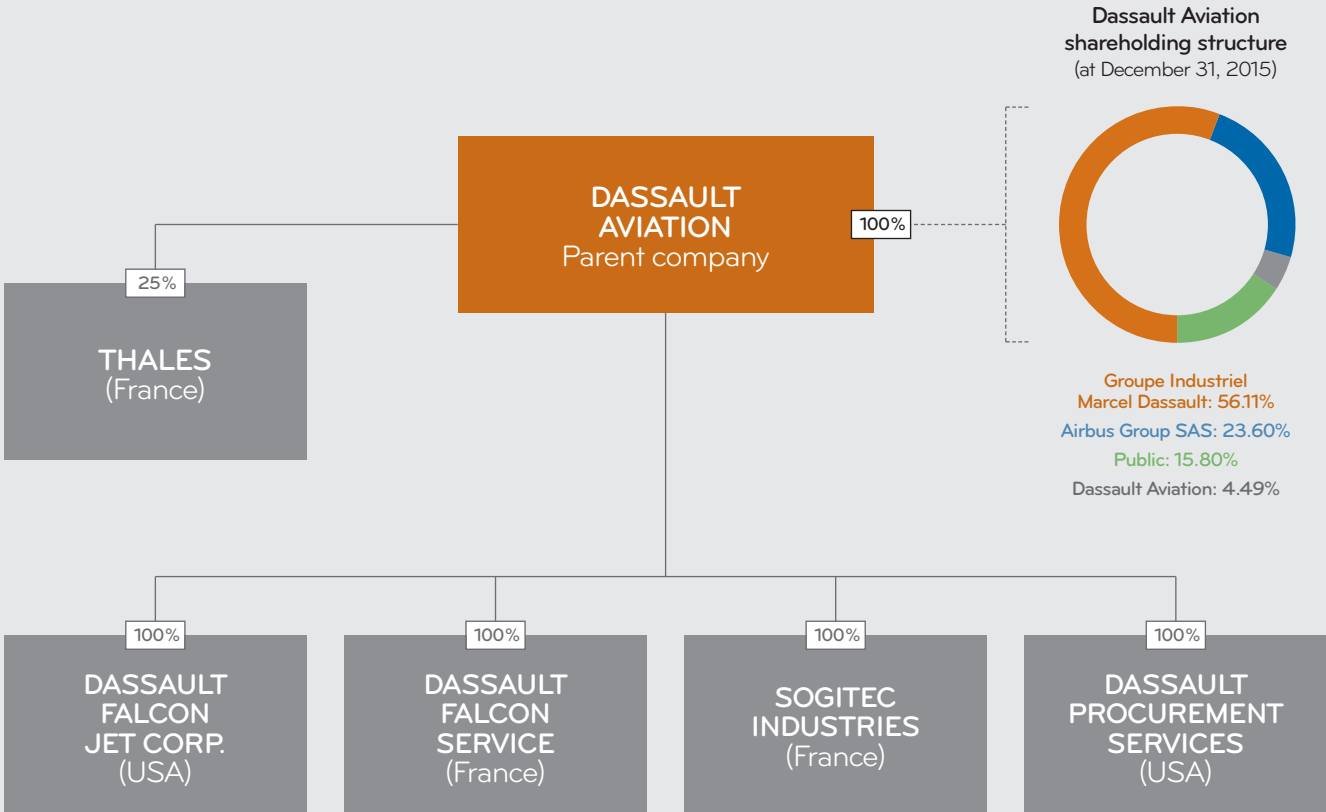 Dassault Aviation
shareholding structure
(at December 31, 2015)
DASSAULT
AVIATION
Parent company
100%
25%
THALES
(France)
Groupe Industriel
Marcel Dassault: 56.11%
Airbus Group SAS: 23.60%
Public: 15.80%
Dassault Aviation: 4.49%
100%
DASSAULT
FALCON
JET CORP.
(USA)
100%
DASSAULT
FALCON
SERVICE
(France)
100%
SOGITEC
INDUSTRIES
(France)
100%
DASSAULT
PROCUREMENT
SERVICES
(USA)